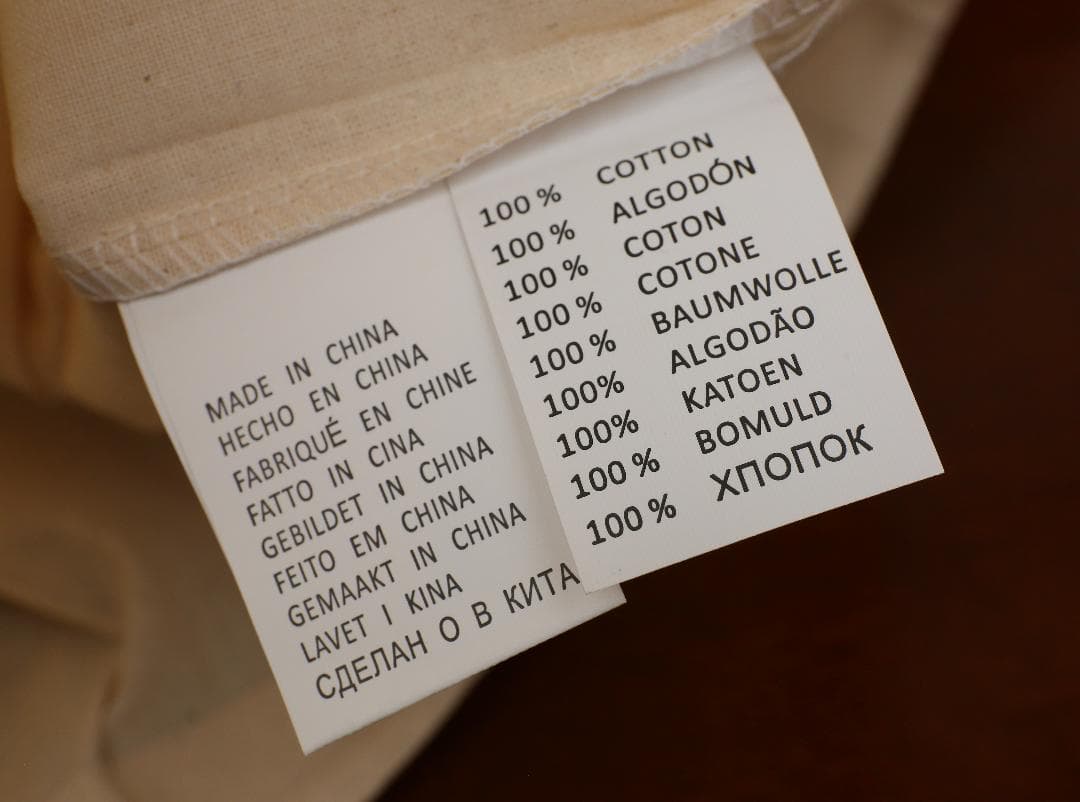 MADE IN CHINA
HECHO EN CHINA
FABRIQUÉ EN CHINE
FATTO IN CINA
GEBILDET IN CHINA
FEITO EM CHINA
GEMAAKT IN CHINA
LAVET I KINA
СДЕЛАН О В КИТА
100 % COTTON
100 % ALGODÓN
100 % COTON
100 % COTONE
100 % BAUMWOLLE
100% ALGODÃO
100% KATOEN
100 % BOMULD
100 % ХЛОПОК